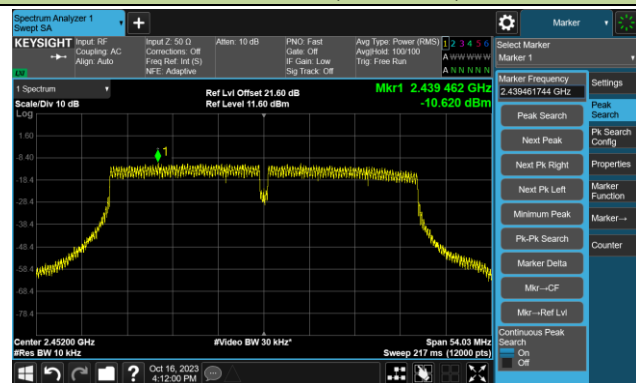 Spectrum Analyzer 1
Swept SA
Marker
KEYSIGHT
Input: RF
Coupling: AC
Align: Auto
Input Z: 50 Ω
Corrections: Off
Freq Ref: Int (S)
NFE: Adaptive
Atten: 10 dB
PNO: Fast
Gate: Off
IF Gain: Low
Sig Track: Off
Avg Type: Power (RMS)
Avg|Hold: 100/100
Trig: Free Run
1 2 3 4 5 6
A W W W W W
A N N N N N
LW
Select Marker
Marker 1
Marker Frequency
2.439461744 GHz
Settings
Peak Search
Next Peak
Next Pk Right
Next Pk Left
Minimum Peak
Pk-Pk Search
Marker Delta
Mkr→CF
Mkr→Ref Lvl
Continuous Peak
Search
On
Off
Peak
Search
Pk Search
Config
Properties
Marker
Function
Marker→
Counter
1 Spectrum
Scale/Div 10 dB
Log
Ref Lvl Offset 21.60 dB
Ref Level 11.60 dBm
Mkr1 2.439 462 GHz
-10.620 dBm
1
1.60
-8.40
-18.4
-28.4
-38.4
-48.4
-58.4
-68.4
-78.4
Center 2.45200 GHz
#Res BW 10 kHz
#Video BW 30 kHz*
Span 54.03 MHz
Sweep 217 ms (12000 pts)
Oct 16, 2023
4:12:00 PM